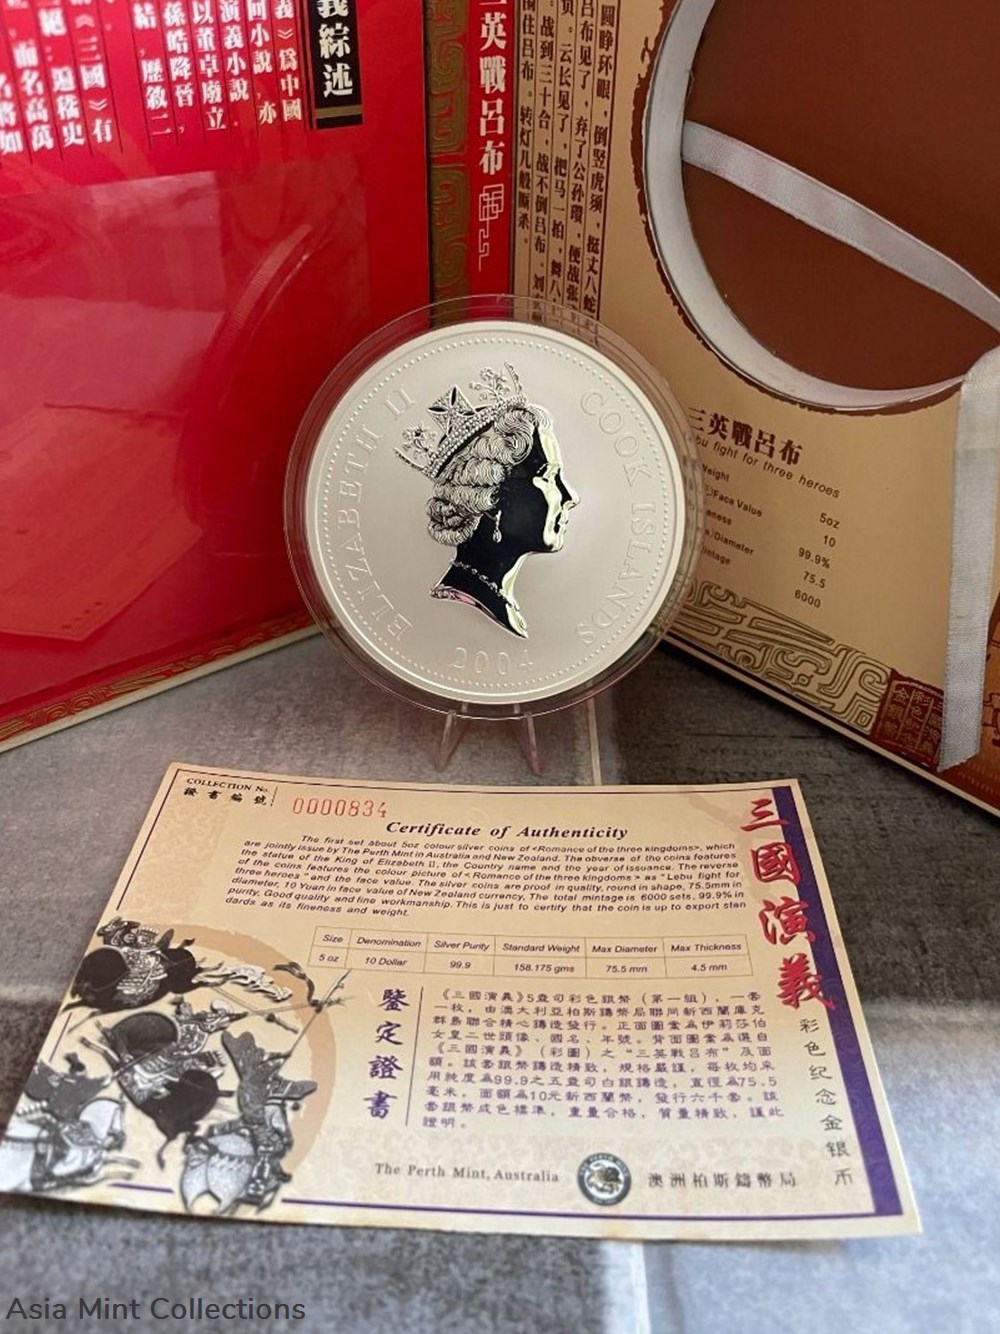 義綜述
義》爲中國
回小說，亦
演義小說，
以董卓廢立
孫皓降晉，
結，歷敘二
《三國》有
三英戰呂布
圓睜环眼，倒竖虎须，挺丈八蛇
吕布见了，弃了公孙瓒，便战张
云长见了，把马一拍，舞八
战到三十合，战不倒吕布。刘
围住吕布。转灯儿般厮杀。
三英戰呂布
bu fight for three heroes
Weight 5oz
Face Value 10
99.9%
/Diameter 75.5
6000
ELIZABETH II
COOK ISLANDS
2004
COLLECTION No.
證書編號
0000834
Certificate of Authenticity
The first set about 5oz colour silver coins of <Romance of the three kingdoms>, which
are jointly issue by The Perth Mint in Australia and New Zealand. The obverse of the coins features
the statue of the King of Elizabeth II, the Country name and the year of issuance. The reverse
of the coins features the colour picture of <Romance of the three kingdoms> as "Lebu fight for
three heroes" and the face value. The silver coins are proof in quality, round in shape, 75.5mm in
diameter, 10 Yuan in face value of New Zealand currency, The total mintage is 6000 sets, 99.9% in
purity, Good quality and fine workmanship. This is just to certify that the coin is up to export stan
dards as its fineness and weight.
Size Denomination Silver Purity Standard Weight Max Diameter Max Thickness
5 oz 10 Dollar 99.9 158.175 gms 75.5 mm 4.5 mm
三國演義
彩色纪念金银币
鑒定證書
《三國演義》5盎司彩色銀幣（第一組），一套
一枚，由澳大利亞柏斯鑄幣局聯同新西蘭庫克
群島聯合精心鑄造發行。正面圖案爲伊莉莎伯
女皇二世頭像、國名、年號。背面圖案爲選自
《三國演義》（彩圖）之“三英戰呂布”及面
額。該套銀幣鑄造精致，規格嚴謹，每枚均采
用純度爲99.9之五盎司白銀鑄造，直徑爲75.5
毫米，面額爲10元新西蘭幣，發行六千套。該
套銀幣成色標準，重量合格，質量精致，謹此
證明。
The Perth Mint, Australia
澳洲柏斯鑄幣局
Asia Mint Collections